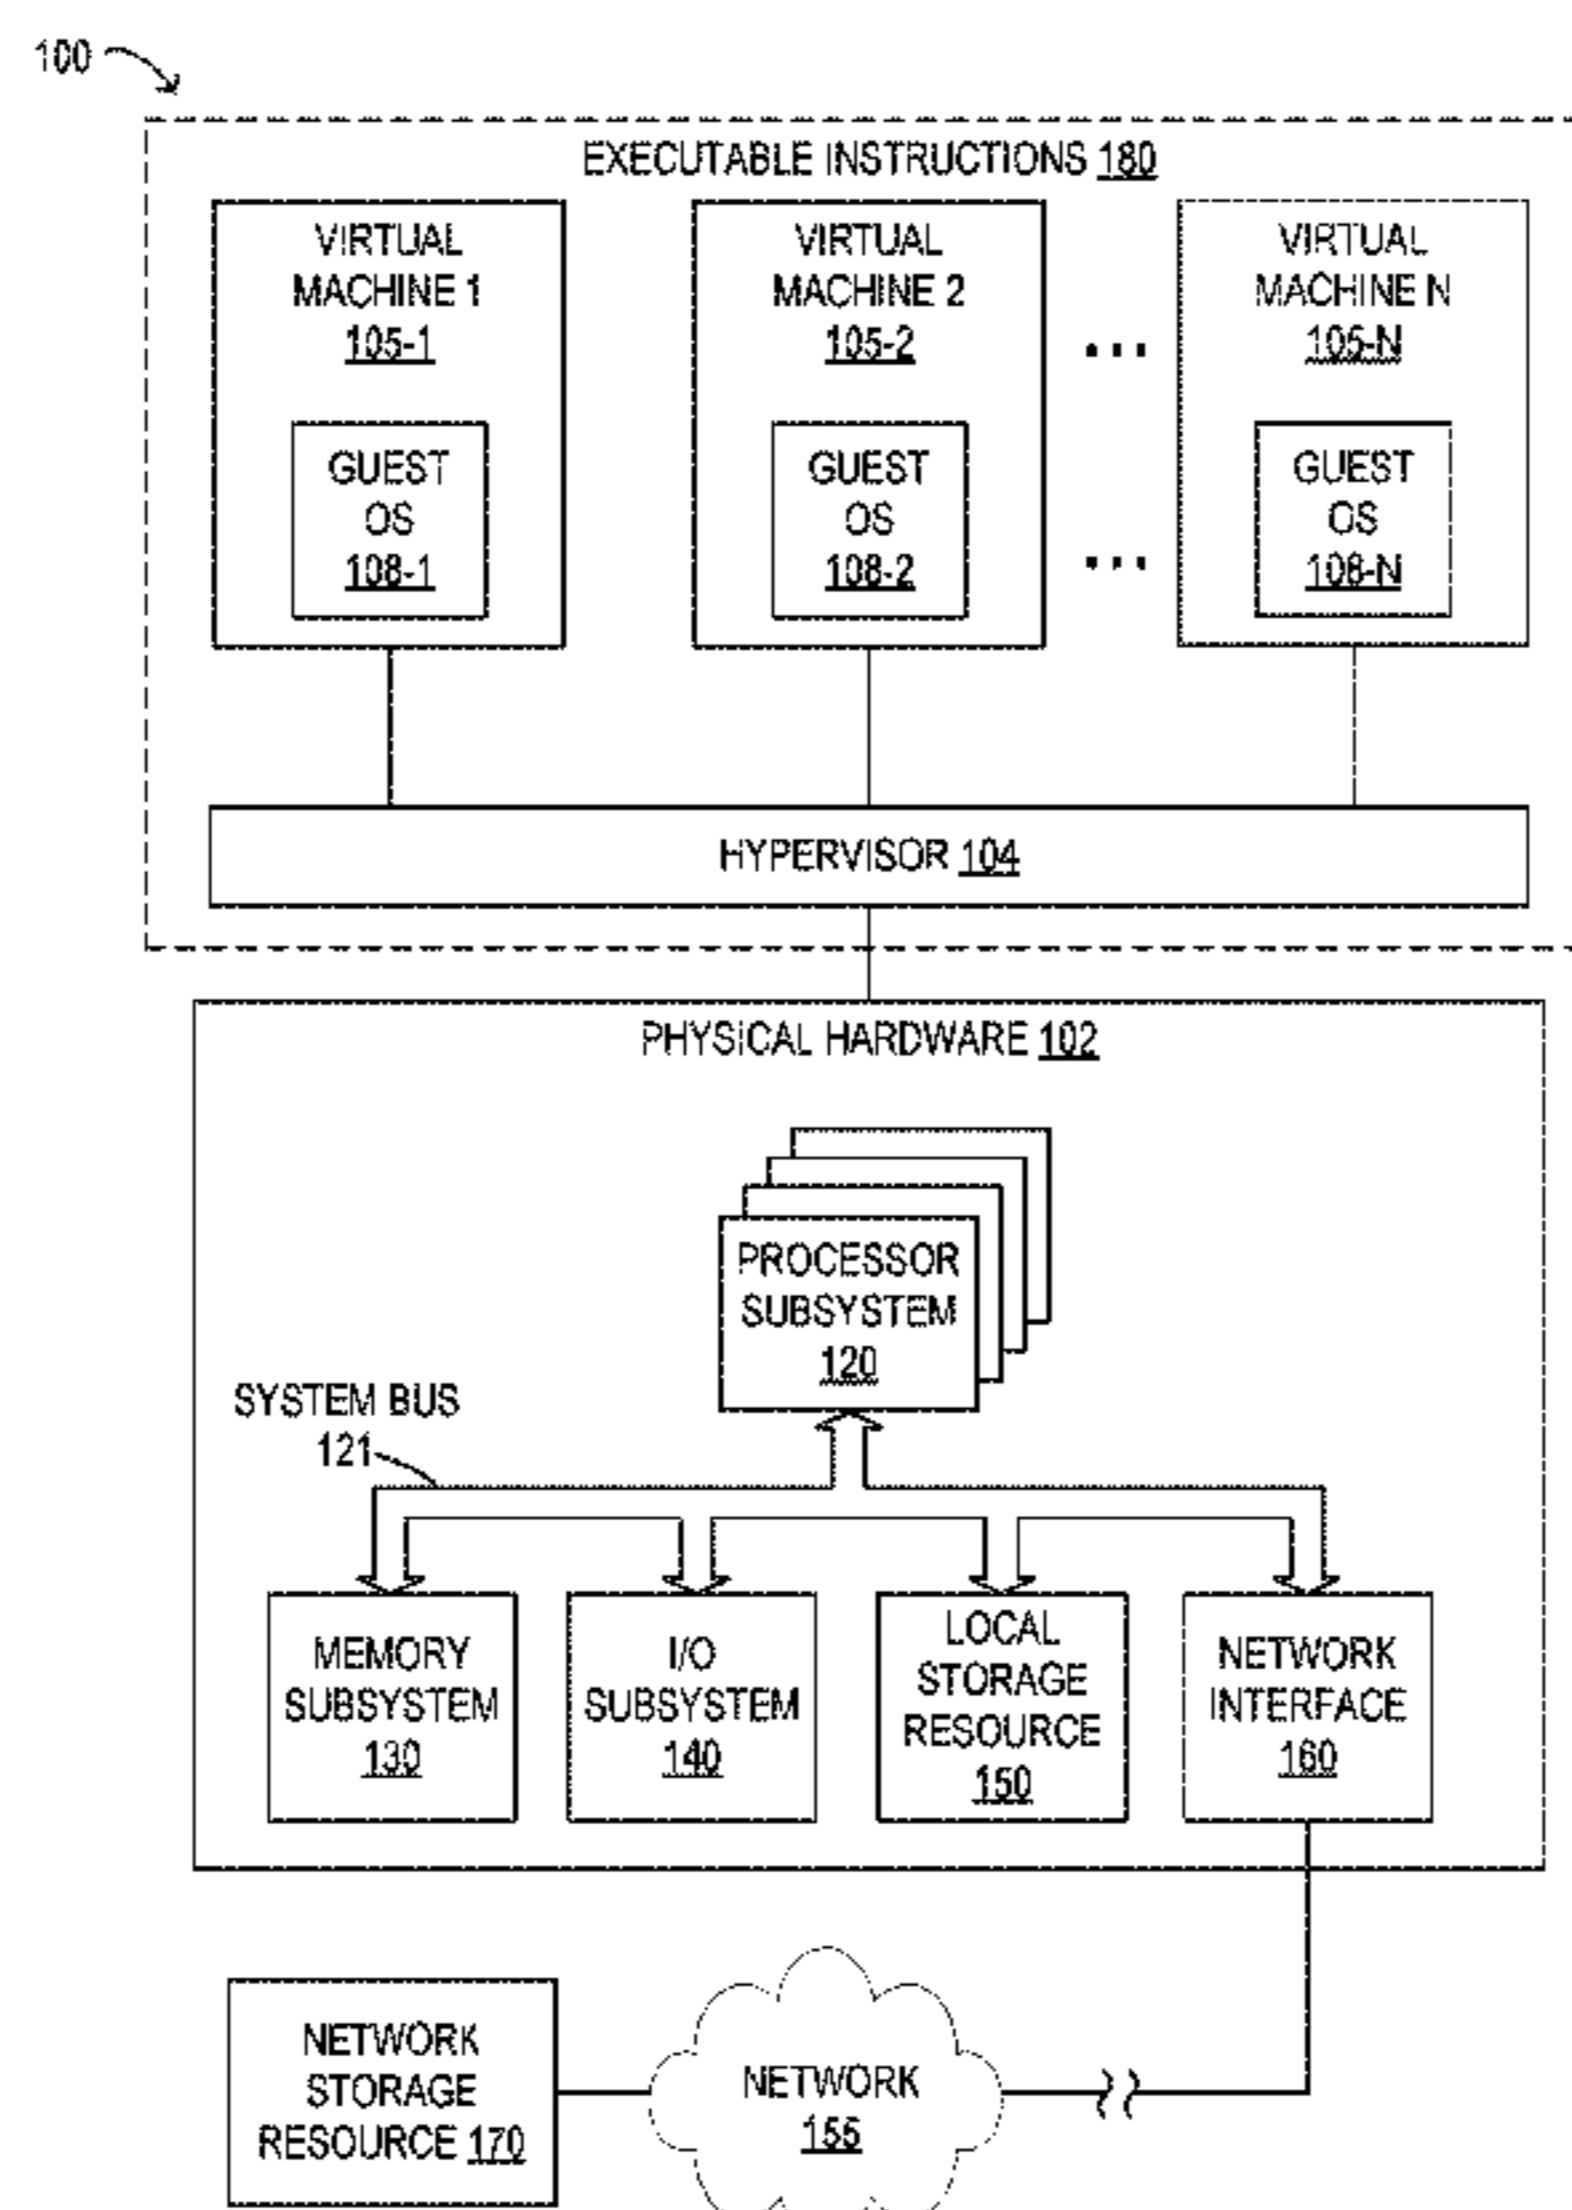 100
EXECUTABLE INSTRUCTIONS 180
VIRTUAL
MACHINE 1
105-1
GUEST
OS
108-1
VIRTUAL
MACHINE 2
105-2
GUEST
OS
108-2
...
...
VIRTUAL
MACHINE N
105-N
GUEST
OS
108-N
HYPERVISOR 104
PHYSICAL HARDWARE 102
PROCESSOR
SUBSYSTEM
120
SYSTEM BUS
121
MEMORY
SUBSYSTEM
130
I/O
SUBSYSTEM
140
LOCAL
STORAGE
RESOURCE
150
NETWORK
INTERFACE
160
NETWORK
STORAGE
RESOURCE 170
NETWORK
155